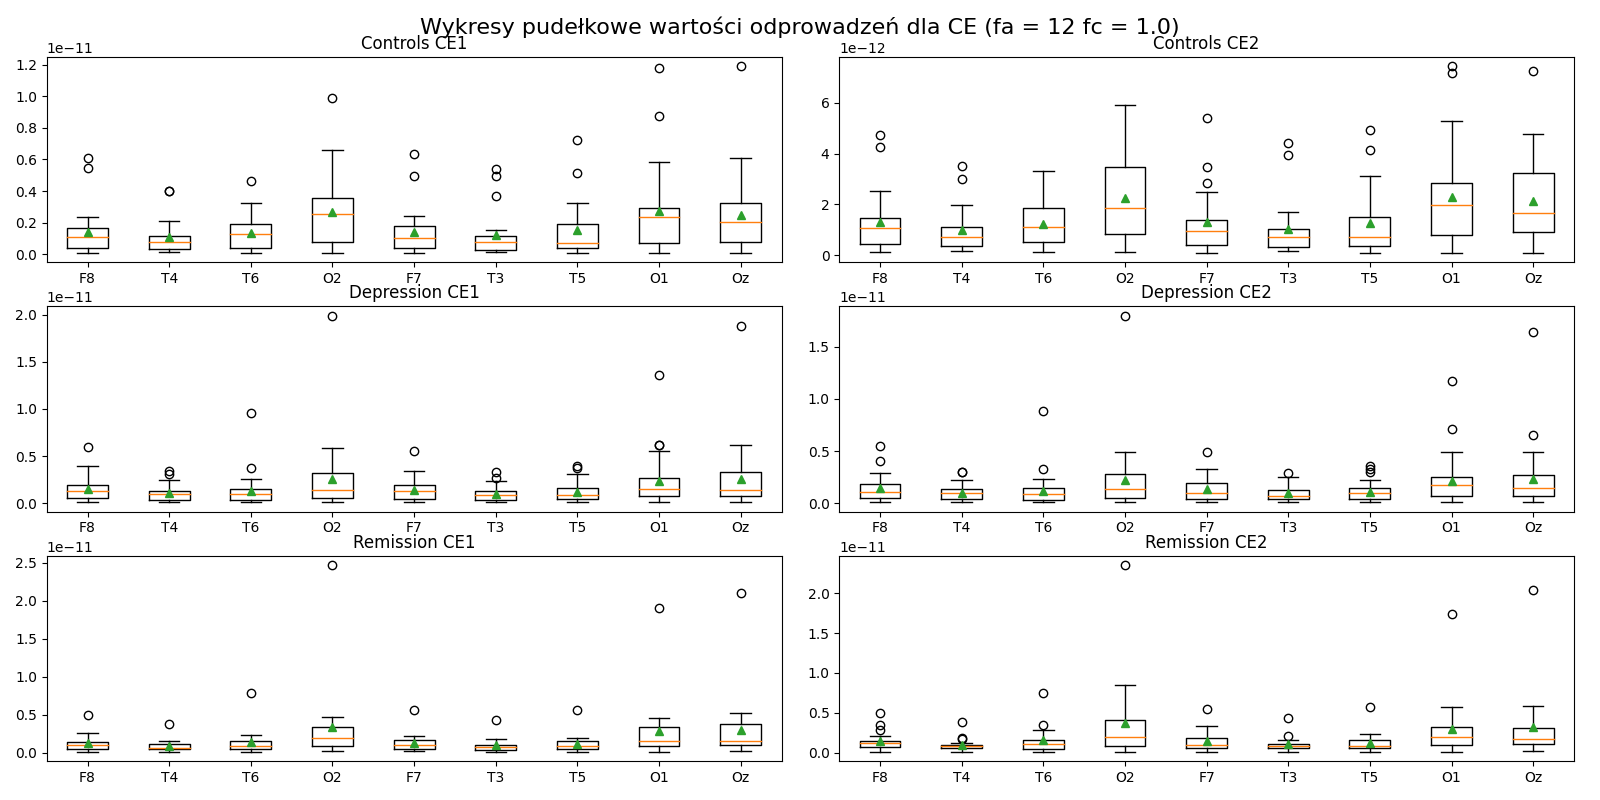 Wykresy pudełkowe wartości odprowadzeń dla CE (fa = 12 fc = 1.0)
Controls CE1
1e−11
1.2
1.0
0.8
0.6
0.4
0.2
0.0
F8 T4 T6 O2 F7 T3 T5 O1 Oz
Controls CE2
1e−12
6
4
2
0
F8 T4 T6 O2 F7 T3 T5 O1 Oz
Depression CE1
1e−11
2.0
1.5
1.0
0.5
0.0
F8 T4 T6 O2 F7 T3 T5 O1 Oz
Depression CE2
1e−11
1.5
1.0
0.5
0.0
F8 T4 T6 O2 F7 T3 T5 O1 Oz
Remission CE1
1e−11
2.5
2.0
1.5
1.0
0.5
0.0
F8 T4 T6 O2 F7 T3 T5 O1 Oz
Remission CE2
1e−11
2.0
1.5
1.0
0.5
0.0
F8 T4 T6 O2 F7 T3 T5 O1 Oz